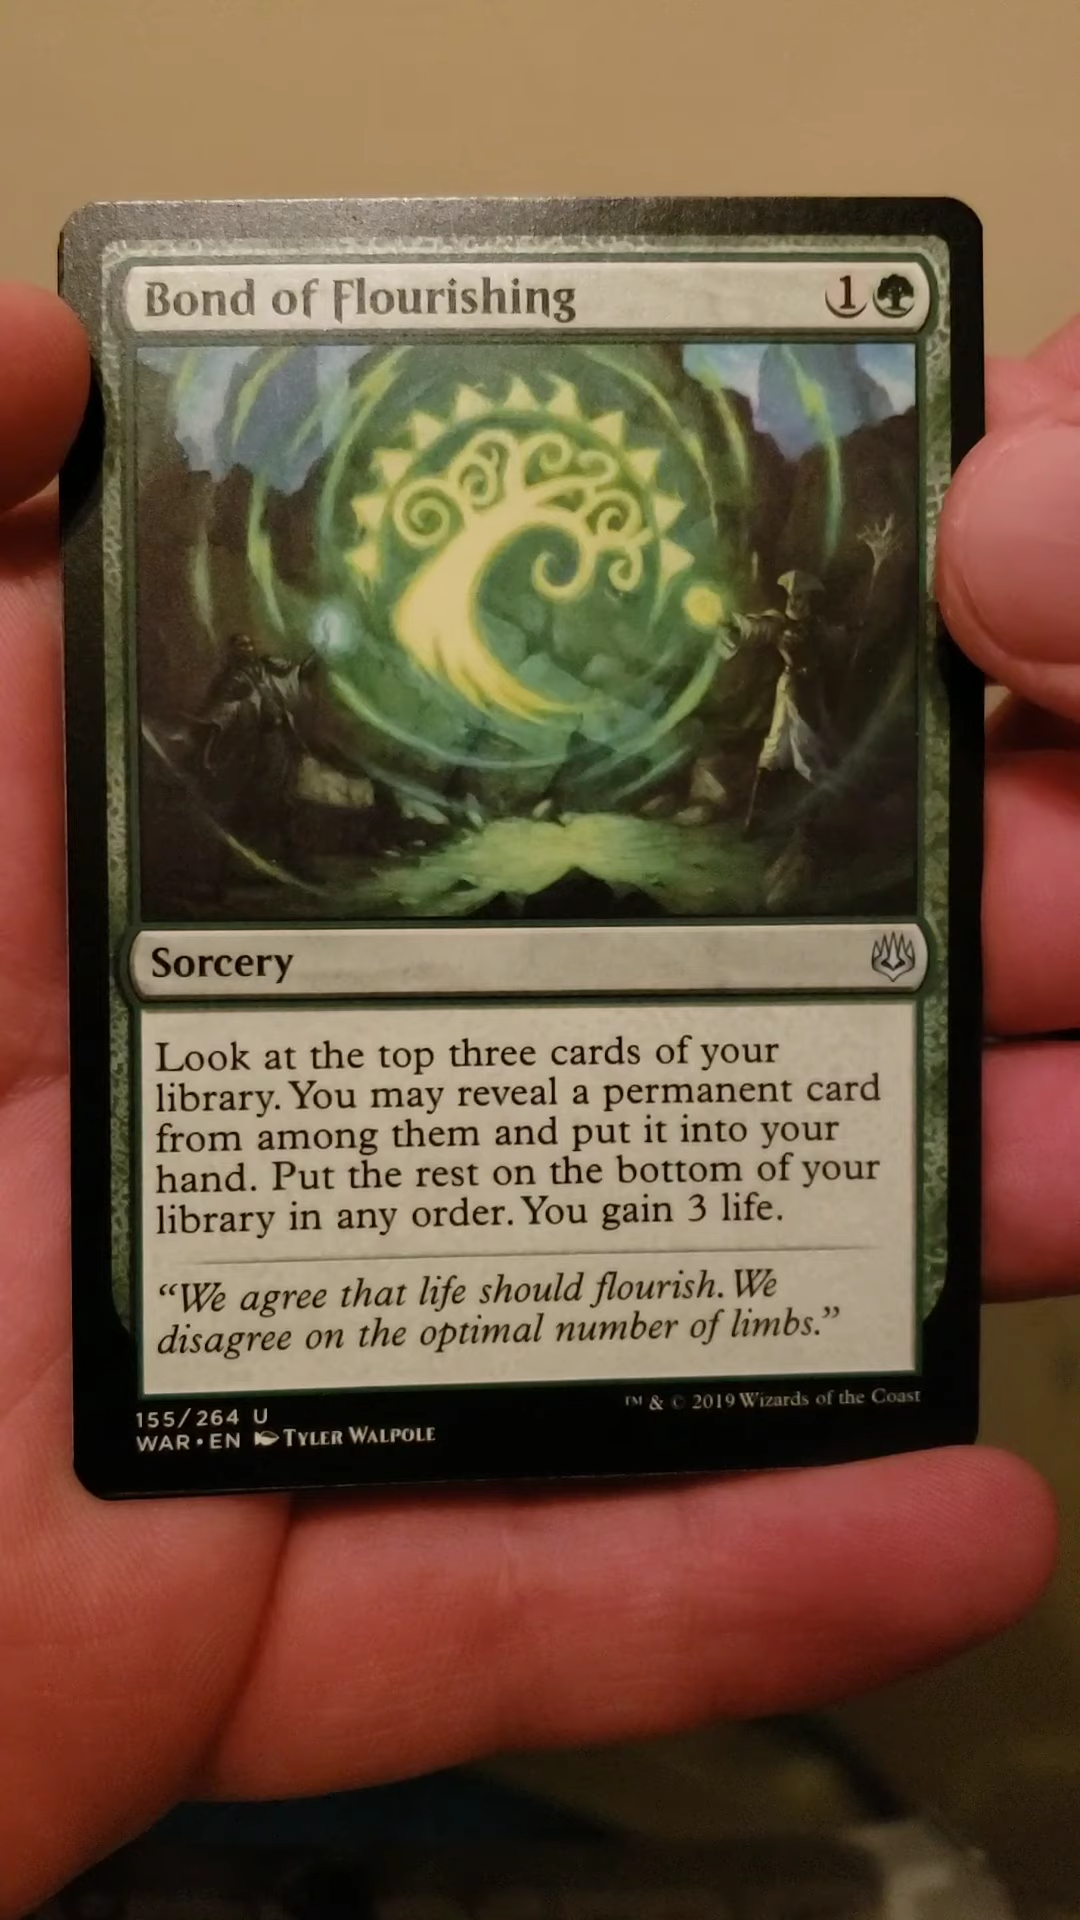 Bond of Flourishing 1
Sorcery
Look at the top three cards of your
library. You may reveal a permanent card
from among them and put it into your
hand. Put the rest on the bottom of your
library in any order. You gain 3 life.
“We agree that life should flourish. We
disagree on the optimal number of limbs.”
155/264 U
™ & © 2019 Wizards of the Coast
WAR • EN TYLER WALPOLE